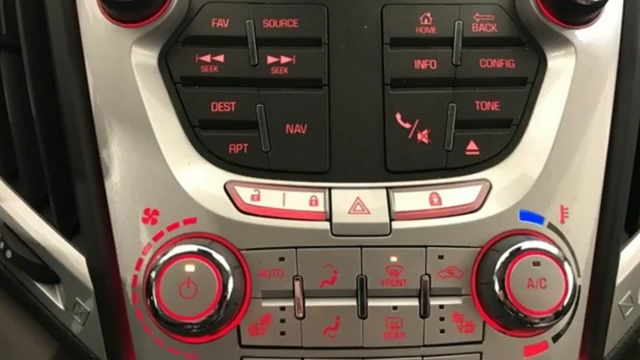 FAV SOURCE HOME BACK
SEEK SEEK INFO CONFIG
DEST NAV TONE
RPT
AUTO FRONT A/C
REAR